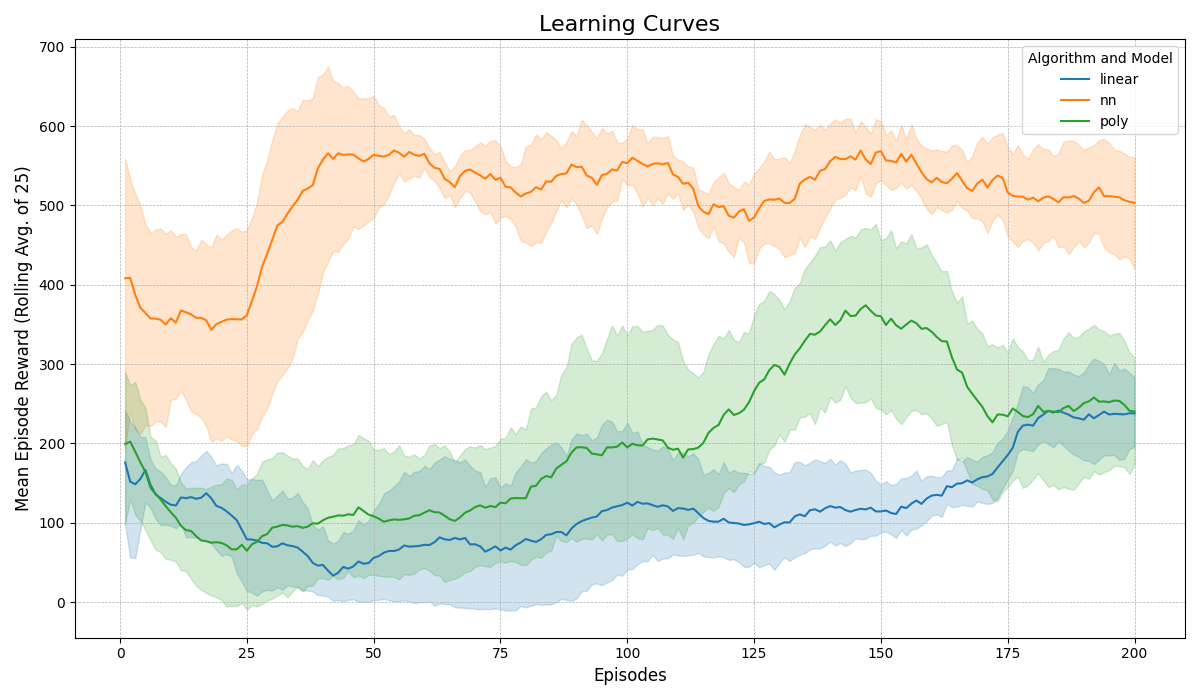 Learning Curves
Mean Episode Reward (Rolling Avg. of 25)
700
600
500
400
300
200
100
0
Algorithm and Model
linear
nn
poly
0 25 50 75 100 125 150 175 200
Episodes